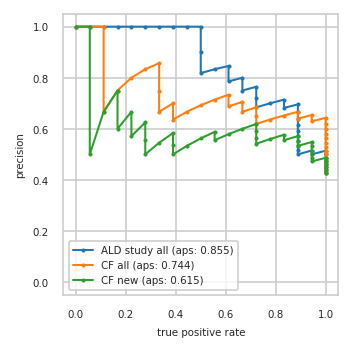 1.0
0.8
0.6
0.4
0.2
0.0
precision
ALD study all (aps: 0.855)
CF all (aps: 0.744)
CF new (aps: 0.615)
0.0 0.2 0.4 0.6 0.8 1.0
true positive rate